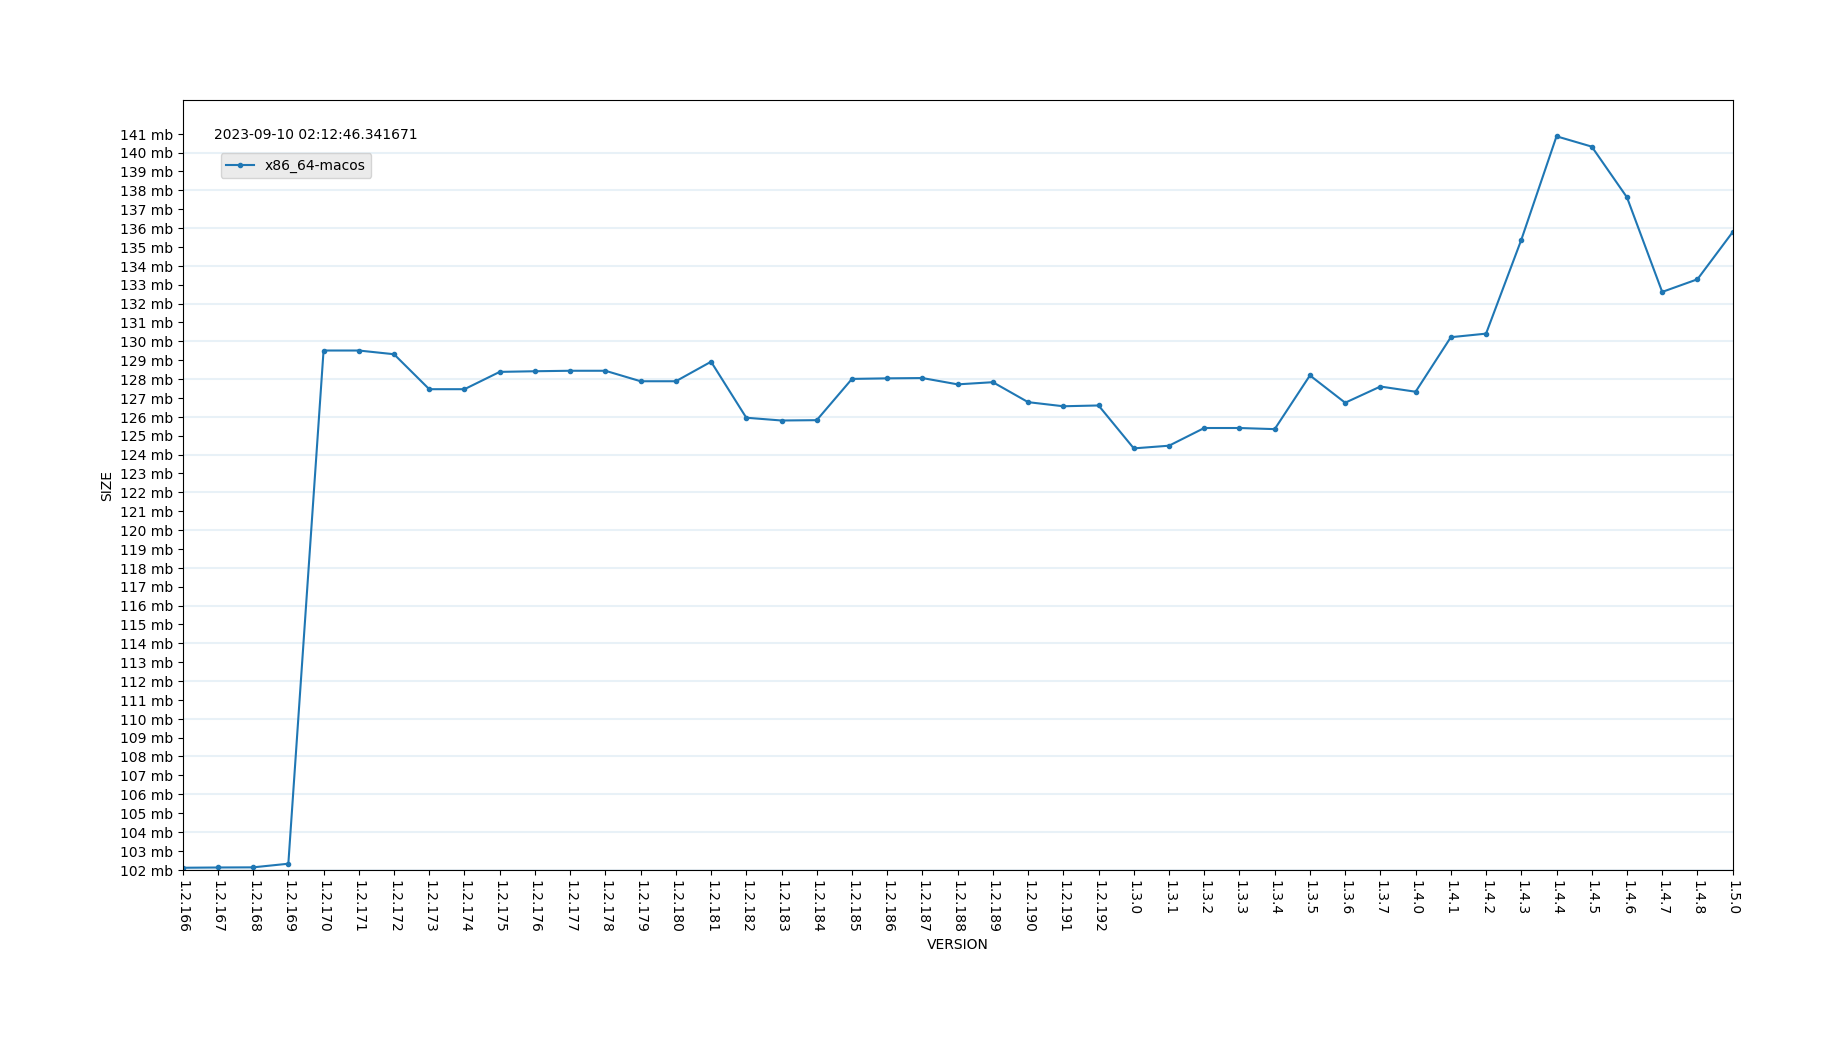 2023-09-10 02:12:46.341671
x86_64-macos
141 mb
140 mb
139 mb
138 mb
137 mb
136 mb
135 mb
134 mb
133 mb
132 mb
131 mb
130 mb
129 mb
128 mb
127 mb
126 mb
125 mb
124 mb
123 mb
122 mb
121 mb
120 mb
119 mb
118 mb
117 mb
116 mb
115 mb
114 mb
113 mb
112 mb
111 mb
110 mb
109 mb
108 mb
107 mb
106 mb
105 mb
104 mb
103 mb
102 mb
SIZE
1.2.166
1.2.167
1.2.168
1.2.169
1.2.170
1.2.171
1.2.172
1.2.173
1.2.174
1.2.175
1.2.176
1.2.177
1.2.178
1.2.179
1.2.180
1.2.181
1.2.182
1.2.183
1.2.184
1.2.185
1.2.186
1.2.187
1.2.188
1.2.189
1.2.190
1.2.191
1.2.192
1.3.0
1.3.1
1.3.2
1.3.3
1.3.4
1.3.5
1.3.6
1.3.7
1.4.0
1.4.1
1.4.2
1.4.3
1.4.4
1.4.5
1.4.6
1.4.7
1.4.8
1.5.0
VERSION